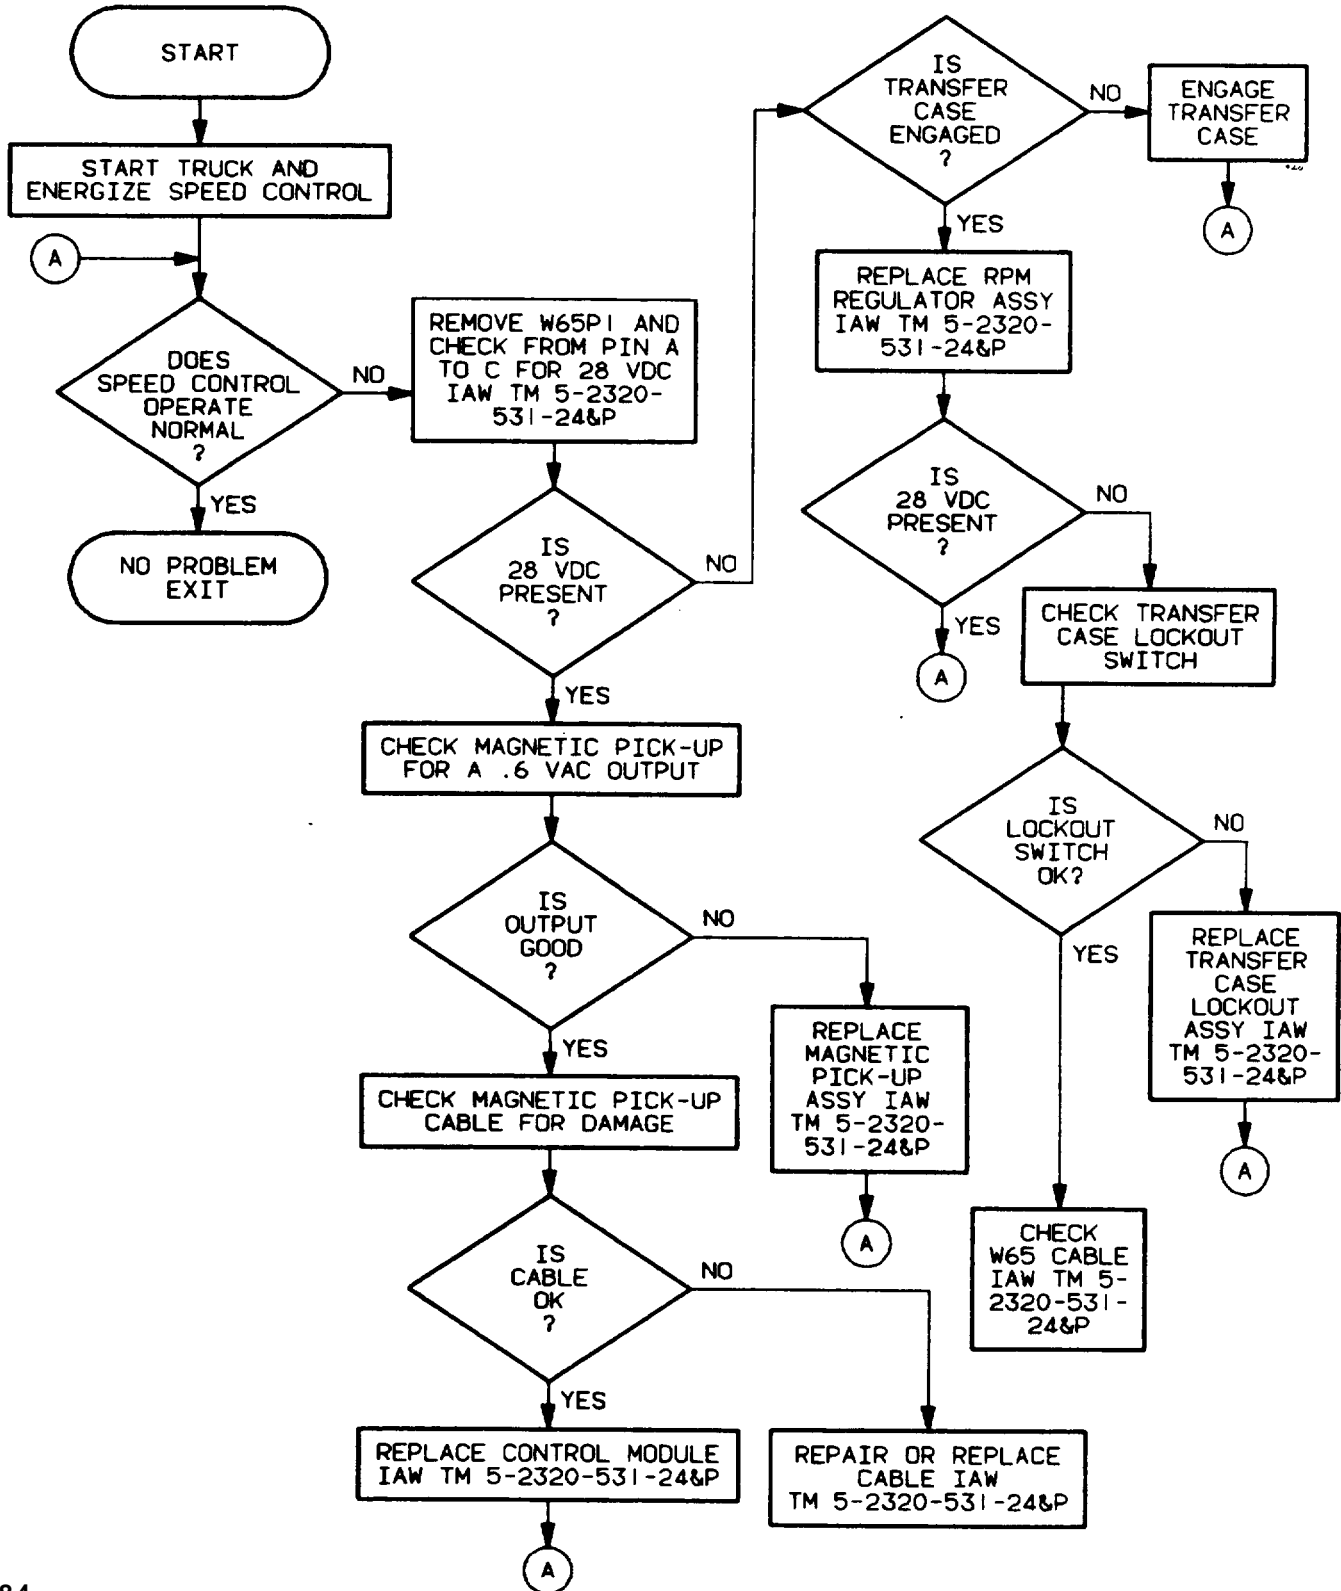 START
START TRUCK AND
ENERGIZE SPEED CONTROL
A
DOES
SPEED CONTROL
OPERATE
NORMAL
?
NO
YES
NO PROBLEM
EXIT
REMOVE W65P1 AND
CHECK FROM PIN A
TO C FOR 28 VDC
IAW TM 5-2320-
531-24&P
IS
28 VDC
PRESENT
?
NO
YES
CHECK MAGNETIC PICK-UP
FOR A .6 VAC OUTPUT
IS
OUTPUT
GOOD
?
NO
YES
REPLACE
MAGNETIC
PICK-UP
ASSY IAW
TM 5-2320-
531-24&P
A
CHECK MAGNETIC PICK-UP
CABLE FOR DAMAGE
IS
CABLE
OK
?
NO
YES
REPLACE CONTROL MODULE
IAW TM 5-2320-531-24&P
A
REPAIR OR REPLACE
CABLE IAW
TM 5-2320-531-24&P
IS
TRANSFER
CASE
ENGAGED
?
NO
ENGAGE
TRANSFER
CASE
A
YES
REPLACE RPM
REGULATOR ASSY
IAW TM 5-2320-
531-24&P
IS
28 VDC
PRESENT
?
NO
YES
A
CHECK TRANSFER
CASE LOCKOUT
SWITCH
IS
LOCKOUT
SWITCH
OK?
NO
YES
REPLACE
TRANSFER
CASE
LOCKOUT
ASSY IAW
TM 5-2320-
531-24&P
A
CHECK
W65 CABLE
IAW TM 5-
2320-531-
24&P